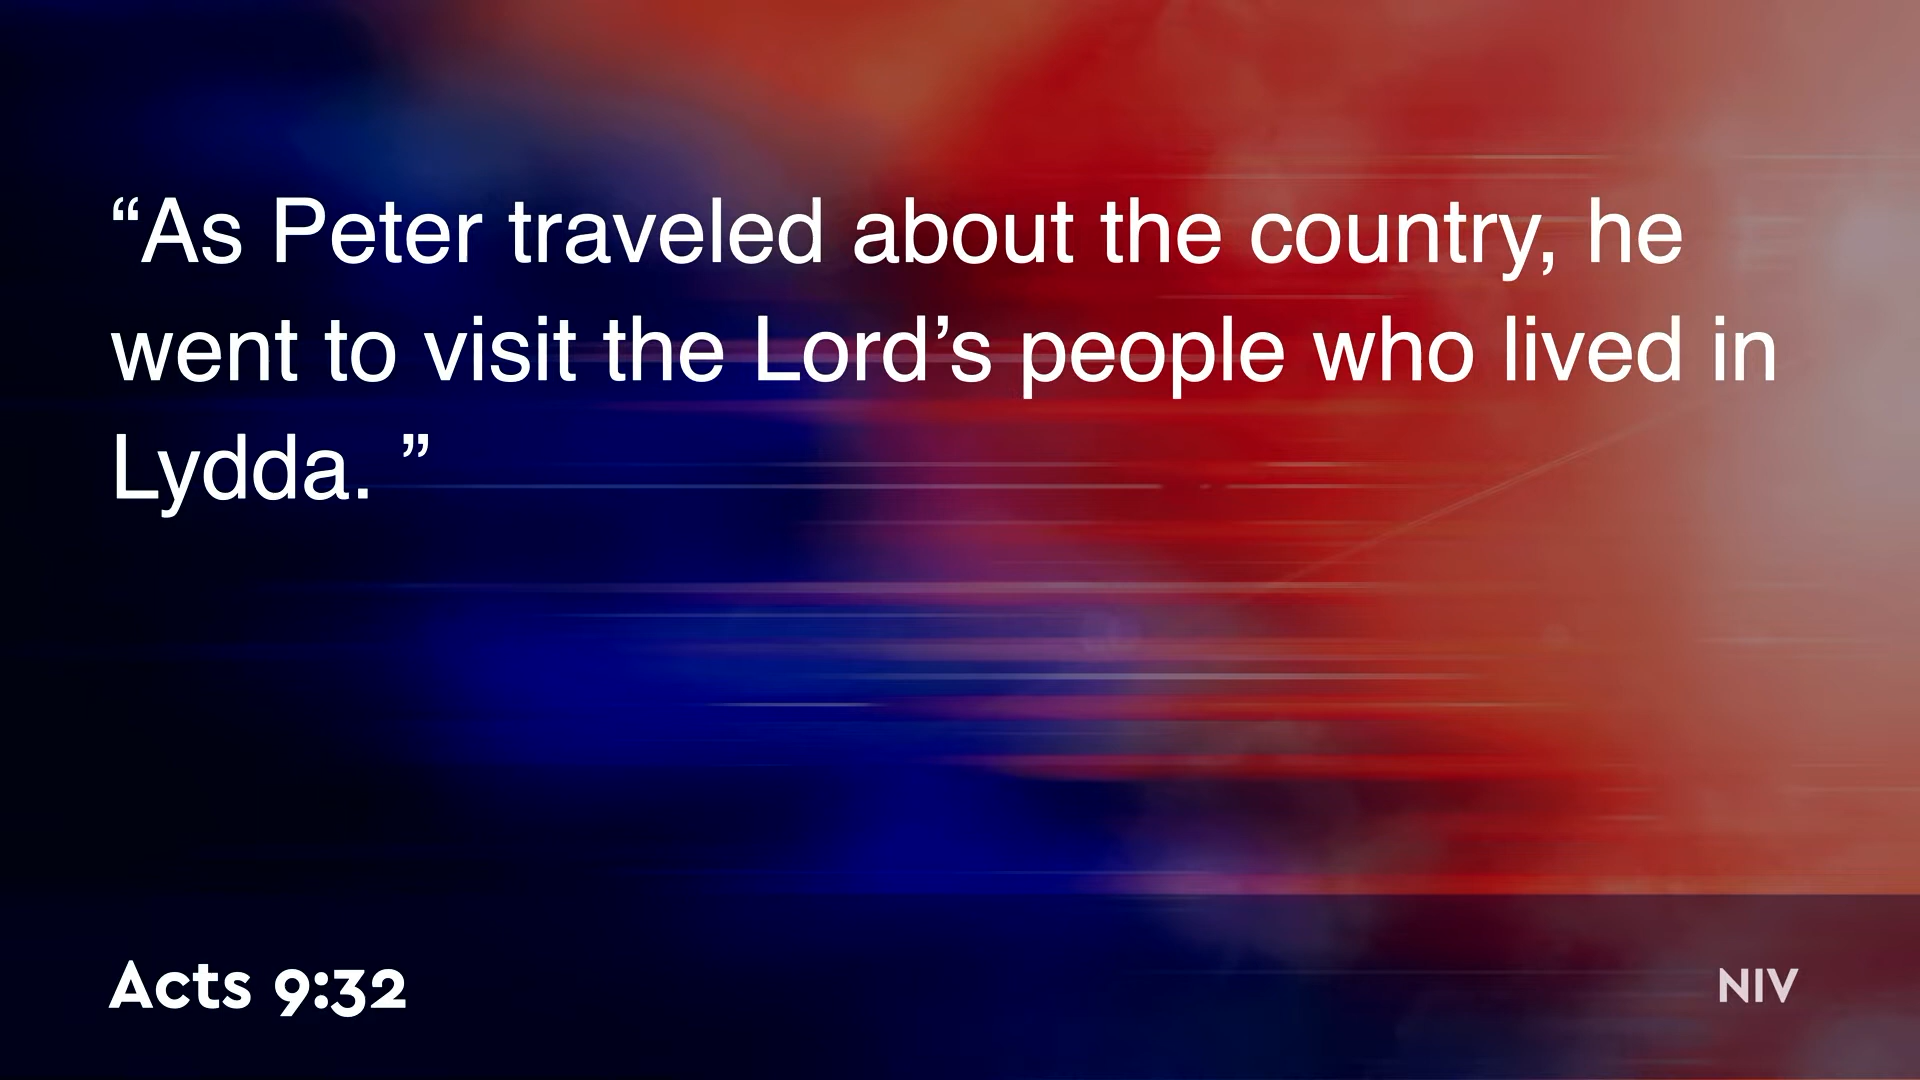 “As Peter traveled about the country, he
went to visit the Lord’s people who lived in
Lydda. ”
Acts 9:32
NIV